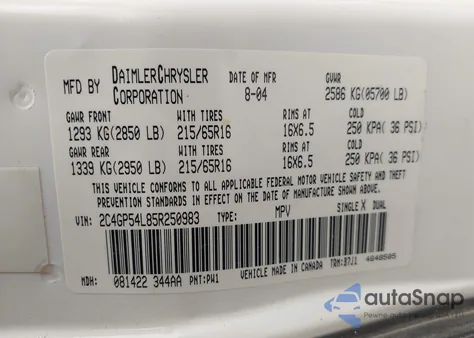 MFD BY DAIMLERCHRYSLER CORPORATION DATE OF MFR 8-04 GVWR 2586 KG(05700 LB)
GAWR FRONT WITH TIRES RIMS AT COLD
1293 KG(2850 LB) 215/65R16 16X6.5 250 KPA( 36 PSI)
GAWR REAR WITH TIRES RIMS AT COLD
1339 KG(2950 LB) 215/65R16 16X6.5 250 KPA( 36 PSI)
THIS VEHICLE CONFORMS TO ALL APPLICABLE FEDERAL MOTOR VEHICLE SAFETY AND THEFT
PREVENTION STANDARDS IN EFFECT ON THE DATE OF MANUFACTURE SHOWN ABOVE.
VIN: 2C4GP54L85R250983 TYPE: MPV SINGLE X DUAL
MDH: 081422 344AA PNT:PW1 VEHICLE MADE IN CANADA TRM:B7J1 4848505
autoSnap